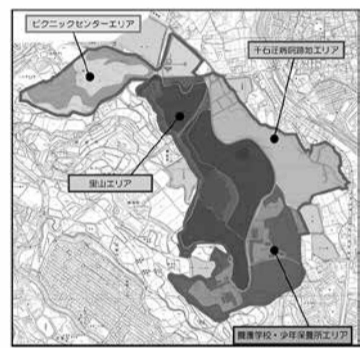 ピクニックセンターエリア
千石荘病院跡地エリア
里山エリア
養護学校・少年保養所エリア